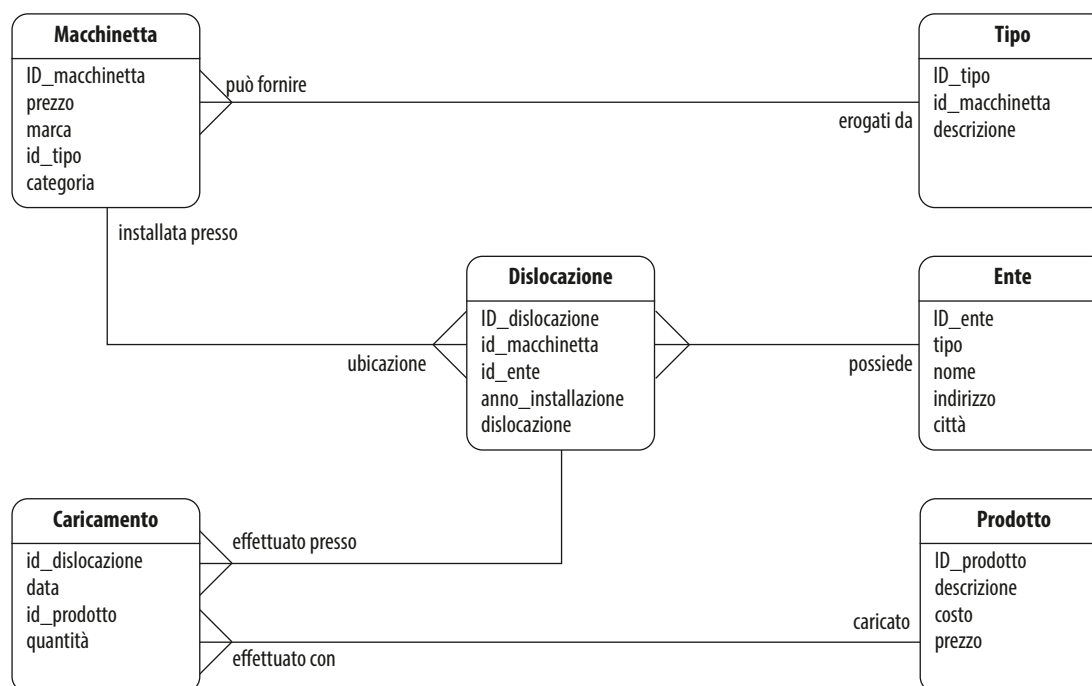 Macchinetta
ID_macchinetta
prezzo
marca
id_tipo
categoria
può fornire
erogati da
Tipo
ID_tipo
id_macchinetta
descrizione
installata presso
ubicazione
Dislocazione
ID_dislocazione
id_macchinetta
id_ente
anno_installazione
dislocazione
possiede
Ente
ID_ente
tipo
nome
indirizzo
città
Caricamento
id_dislocazione
data
id_prodotto
quantità
effettuato presso
effettuato con
caricato
Prodotto
ID_prodotto
descrizione
costo
prezzo